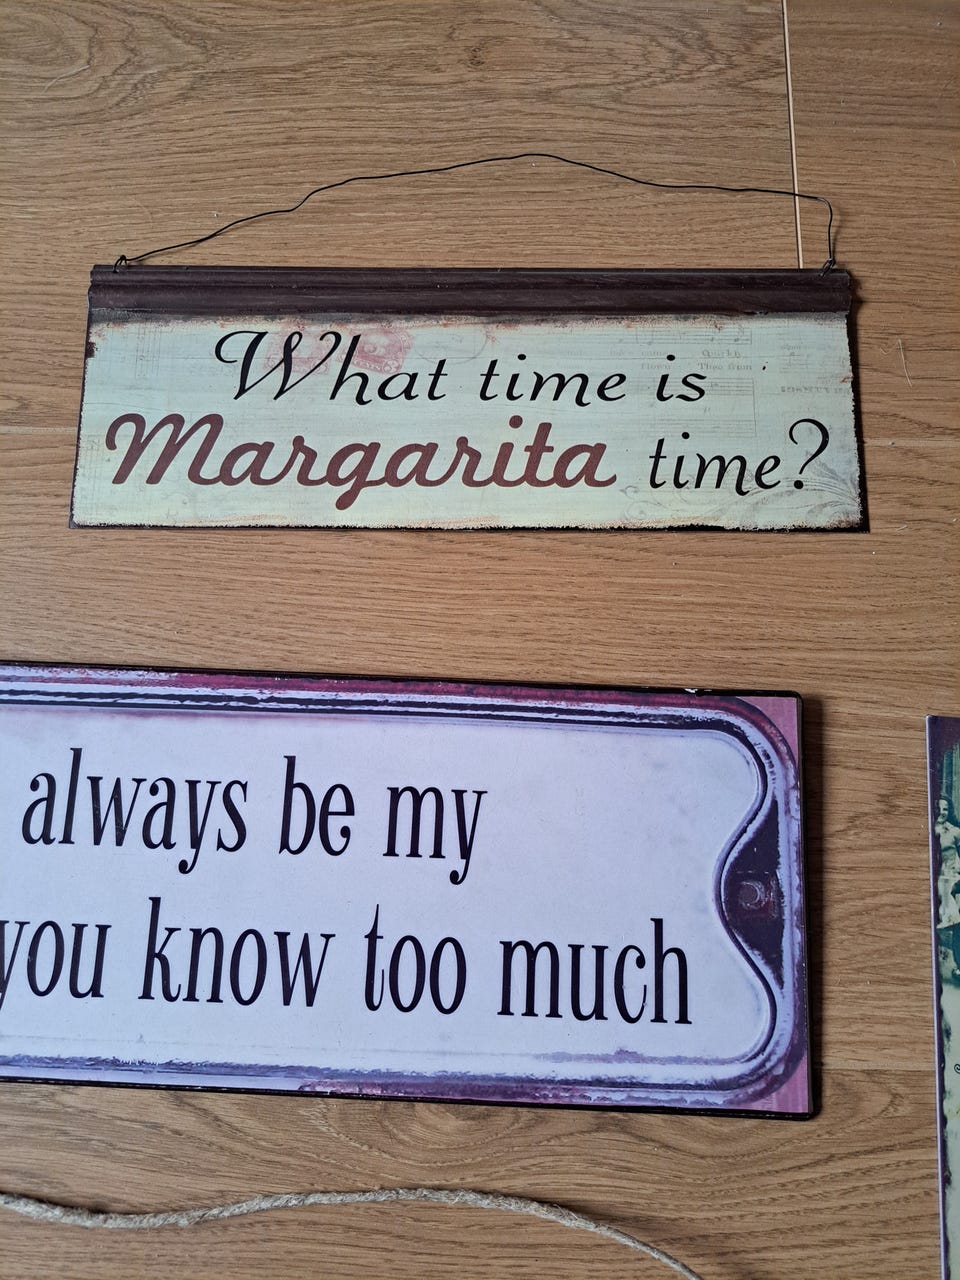 What time is
Margarita time?
always be my
you know too much